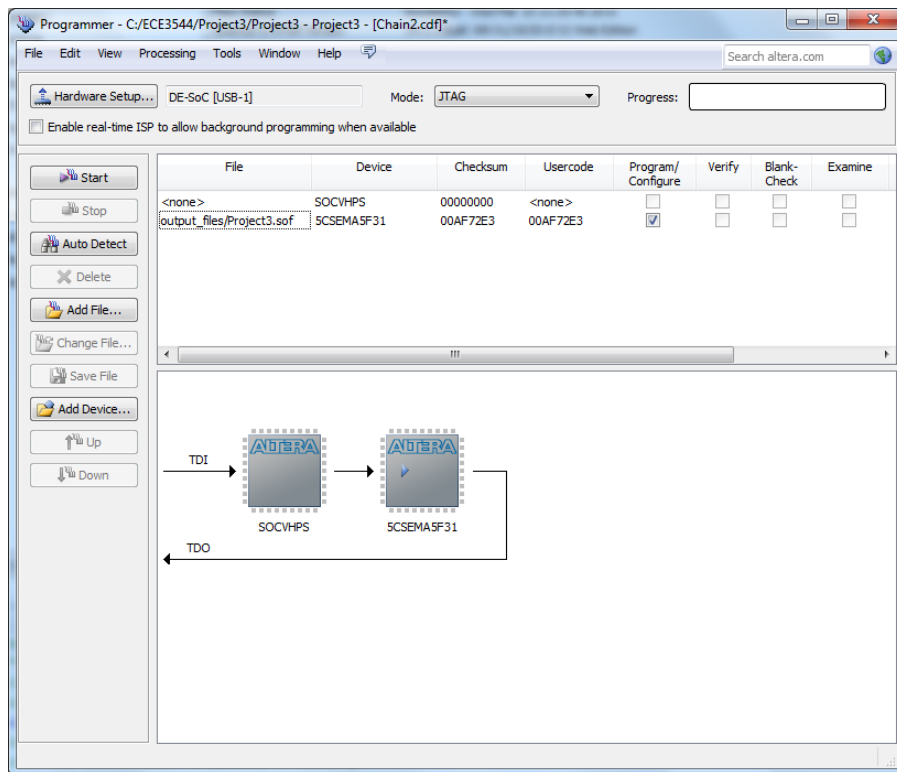 Programmer - C:/ECE3544/Project3/Project3 - Project3 - [Chain2.cdf]*
File Edit View Processing Tools Window Help
Search altera.com
Hardware Setup... DE-SoC [USB-1] Mode: JTAG Progress:
Enable real-time ISP to allow background programming when available
Start
Stop
Auto Detect
Delete
Add File...
Change File...
Save File
Add Device...
Up
Down
File Device Checksum Usercode Program/Configure Verify Blank-Check Examine
<none> SOCVHPS 00000000 <none>
output_files/Project3.sof 5CSEMA5F31 00AF72E3 00AF72E3
TDI
ALTERA ALTERA
SOCVHPS 5CSEMA5F31
TDO